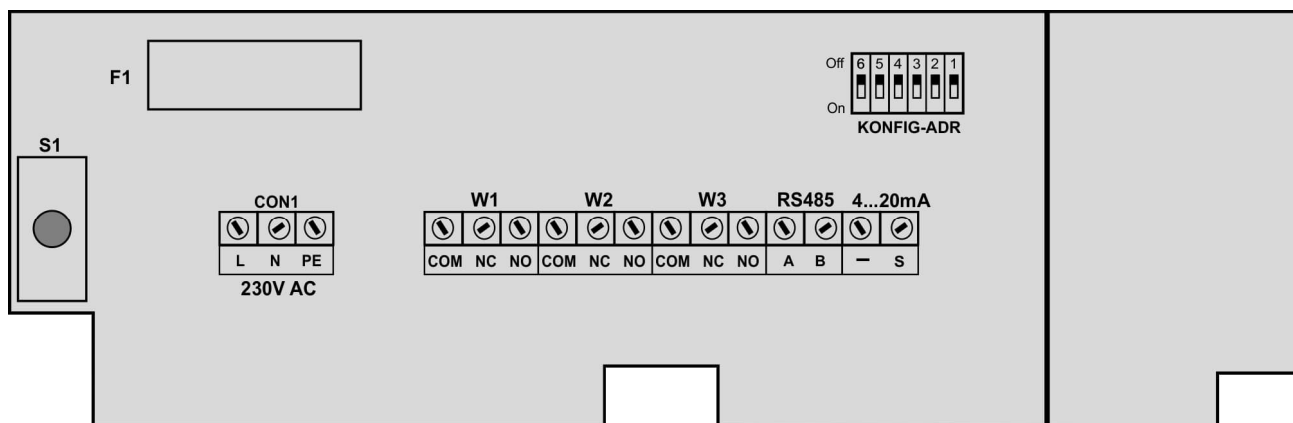 F1
Off 6 5 4 3 2 1
On
KONFIG-ADR
S1
CON1
W1 W2 W3 RS485 4...20mA
L N PE
COM NC NO COM NC NO COM NC NO A B – S
230V AC